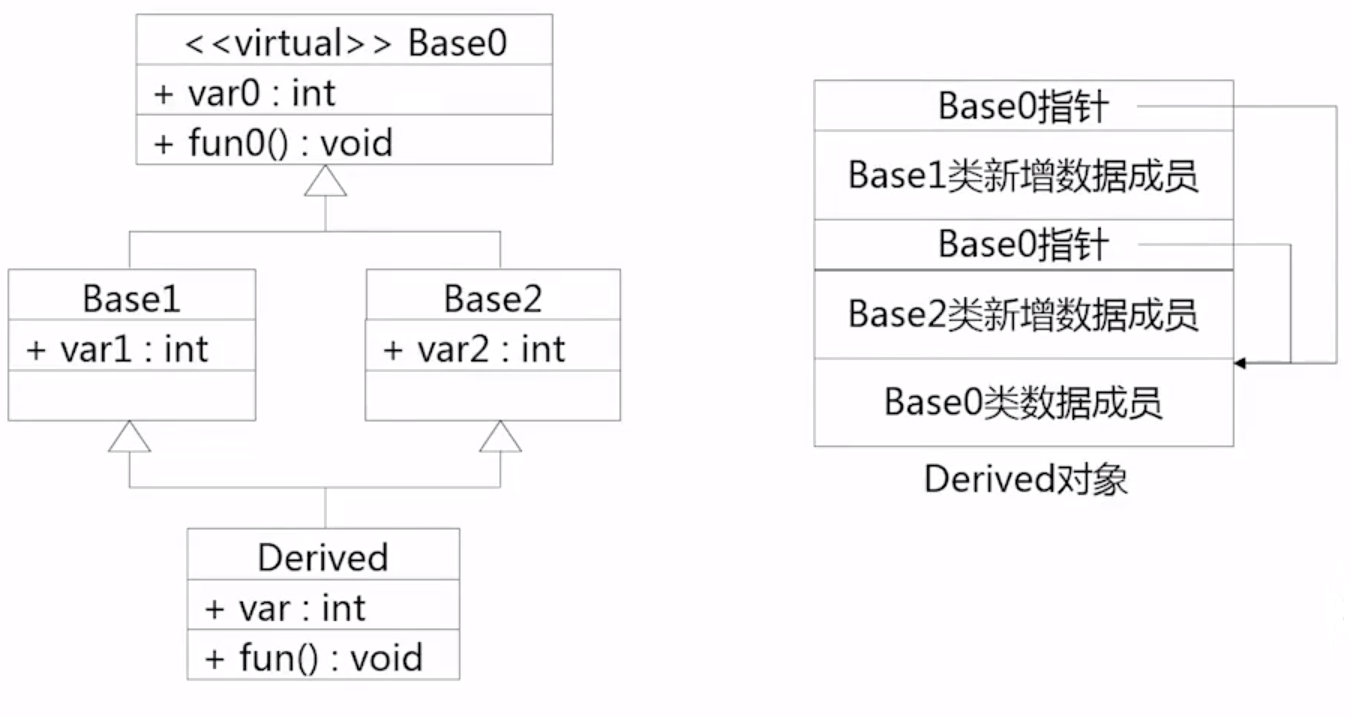 <<virtual>> Base0
+ var0 : int
+ fun0() : void
Base1
+ var1 : int
Base2
+ var2 : int
Derived
+ var : int
+ fun() : void
Base0指针
Base1类新增数据成员
Base0指针
Base2类新增数据成员
Base0类数据成员
Derived对象